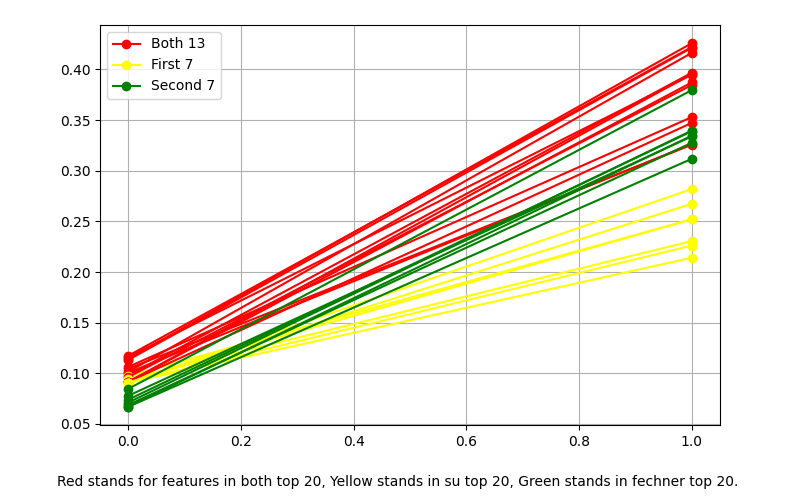 Both 13
First 7
Second 7
0.40
0.35
0.30
0.25
0.20
0.15
0.10
0.05
0.0 0.2 0.4 0.6 0.8 1.0
Red stands for features in both top 20, Yellow stands in su top 20, Green stands in fechner top 20.